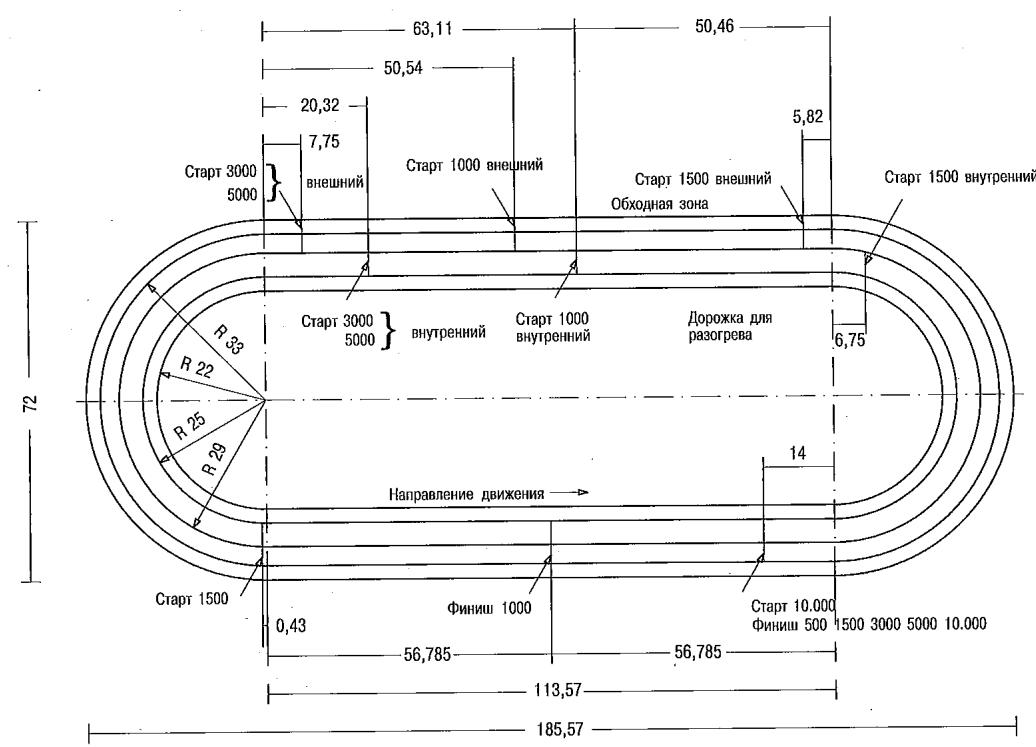 63,11
50,46
50,54
20,32
5,82
7,75
Старт 3000
5000
} внешний
Старт 1000 внешний
Старт 1500 внешний
Старт 1500 внутренний
Обходная зона
Старт 3000
5000
} внутренний
Старт 1000
внутренний
Дорожка для
разогрева
6,75
R 33
R 22
72
R 25
R 29
14
Направление движения
Старт 1500
Финиш 1000
Старт 10.000
Финиш 500 1500 3000 5000 10.000
0,43
56,785
56,785
113,57
185,57